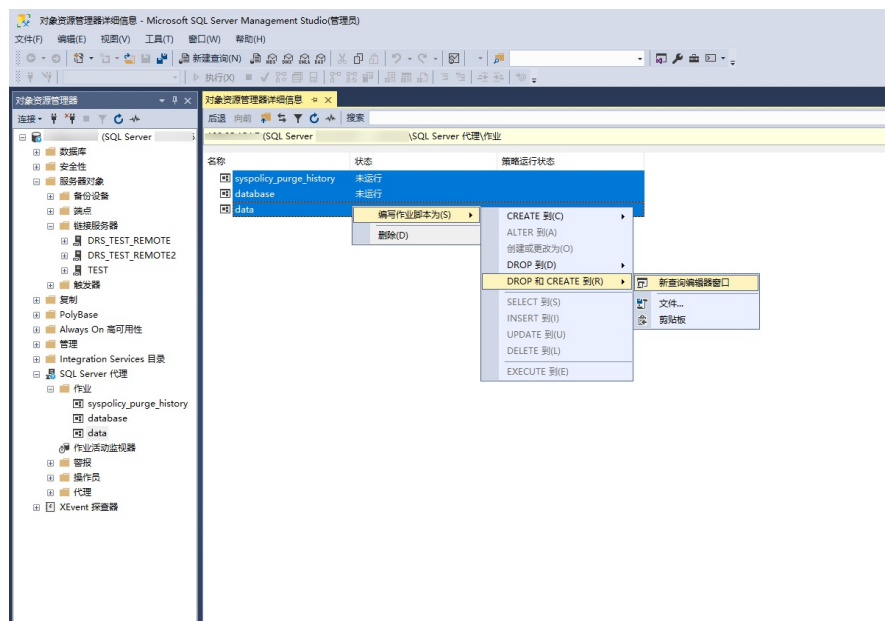 对象资源管理器详细信息 - Microsoft SQL Server Management Studio(管理员)
文件(F) 编辑(E) 视图(V) 工具(T) 窗口(W) 帮助(H)
新建查询(N)
执行(X)
对象资源管理器
对象资源管理器详细信息
连接
后退 向前 搜索
(SQL Server
(SQL Server \SQL Server 代理\作业
数据库
安全性
服务器对象
备份设备
端点
链接服务器
DRS_TEST_REMOTE
DRS_TEST_REMOTE2
TEST
触发器
复制
PolyBase
Always On 高可用性
管理
Integration Services 目录
SQL Server 代理
作业
syspolicy_purge_history
database
data
作业活动监视器
警报
操作员
代理
XEvent 探查器
名称 状态 策略运行状态
syspolicy_purge_history 未运行
database 未运行
data
编写作业脚本为(S)
删除(D)
CREATE 到(C)
ALTER 到(A)
创建或更改为(O)
DROP 到(D)
DROP 和 CREATE 到(R)
SELECT 到(S)
INSERT 到(I)
UPDATE 到(U)
DELETE 到(L)
EXECUTE 到(E)
新查询编辑器窗口
文件...
剪贴板